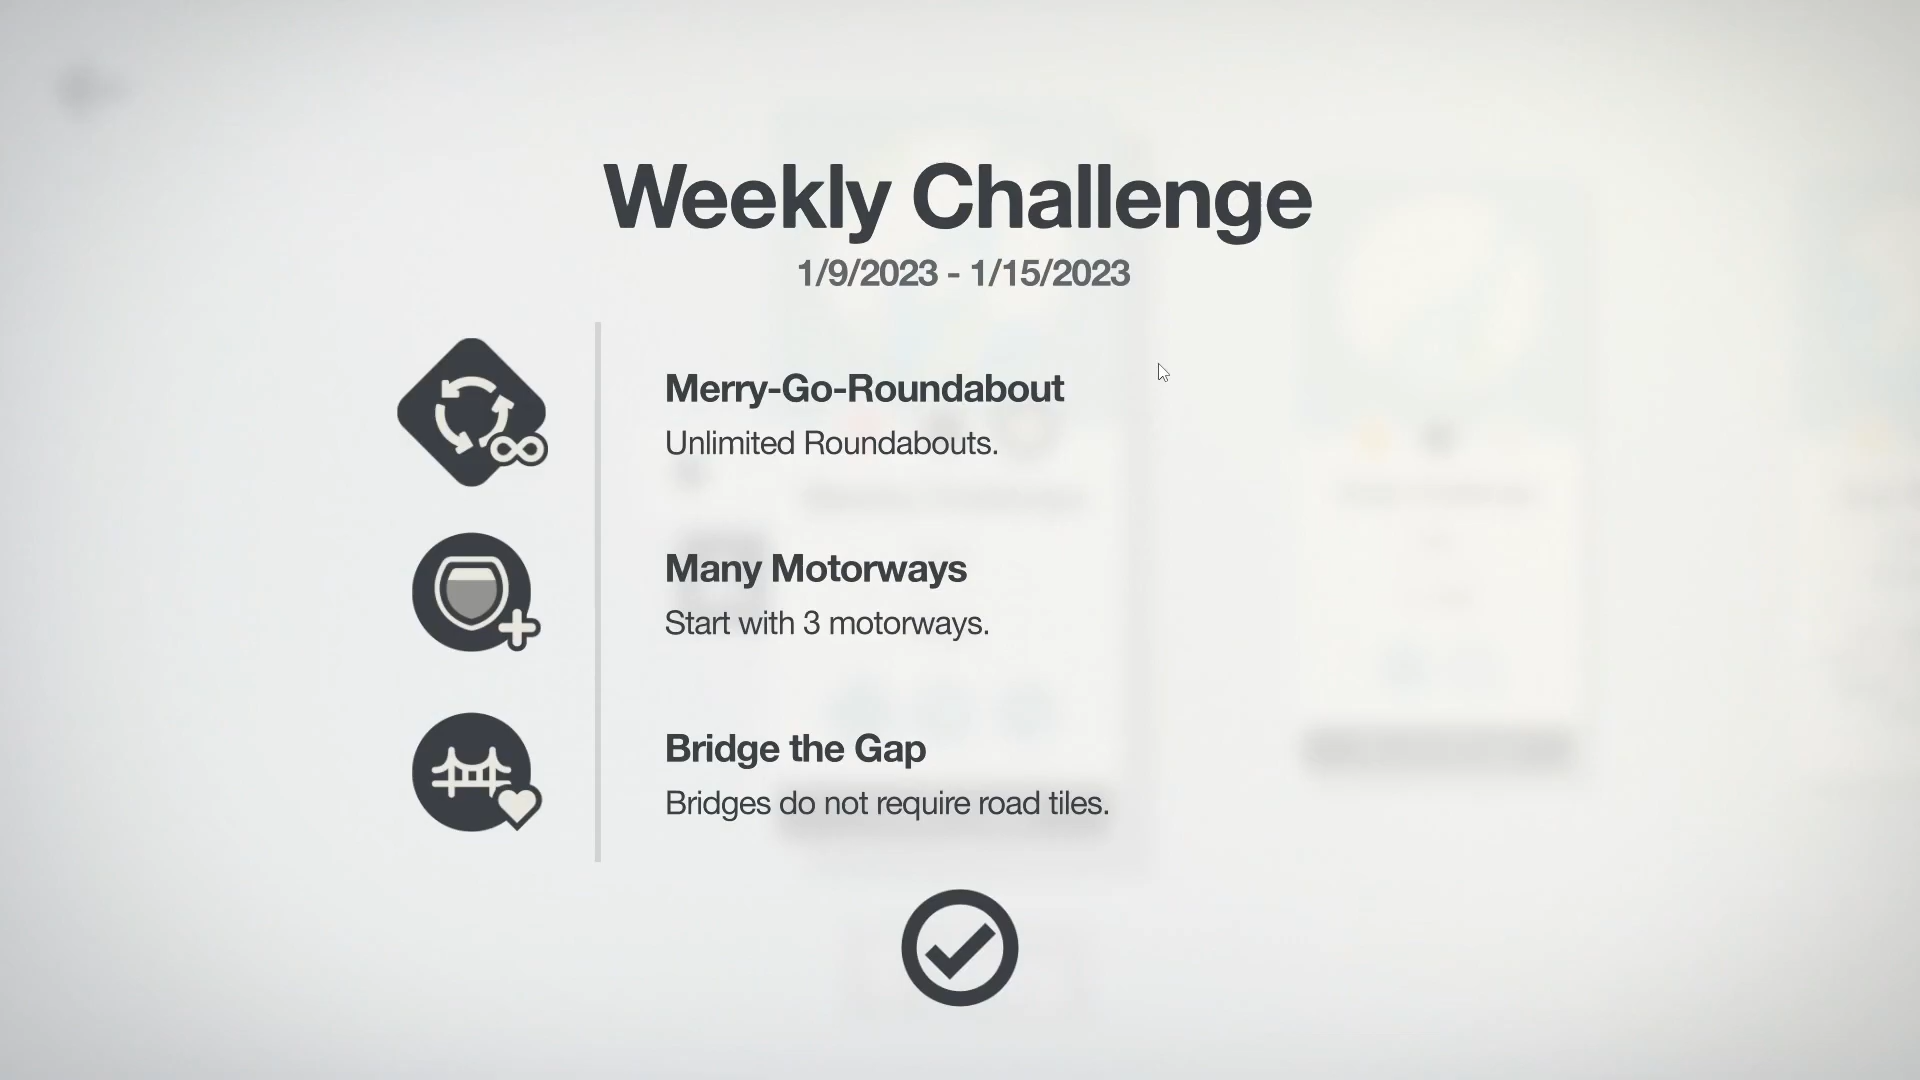 Weekly Challenge
1/9/2023 - 1/15/2023
Merry-Go-Roundabout
Unlimited Roundabouts.
Many Motorways
Start with 3 motorways.
Bridge the Gap
Bridges do not require road tiles.